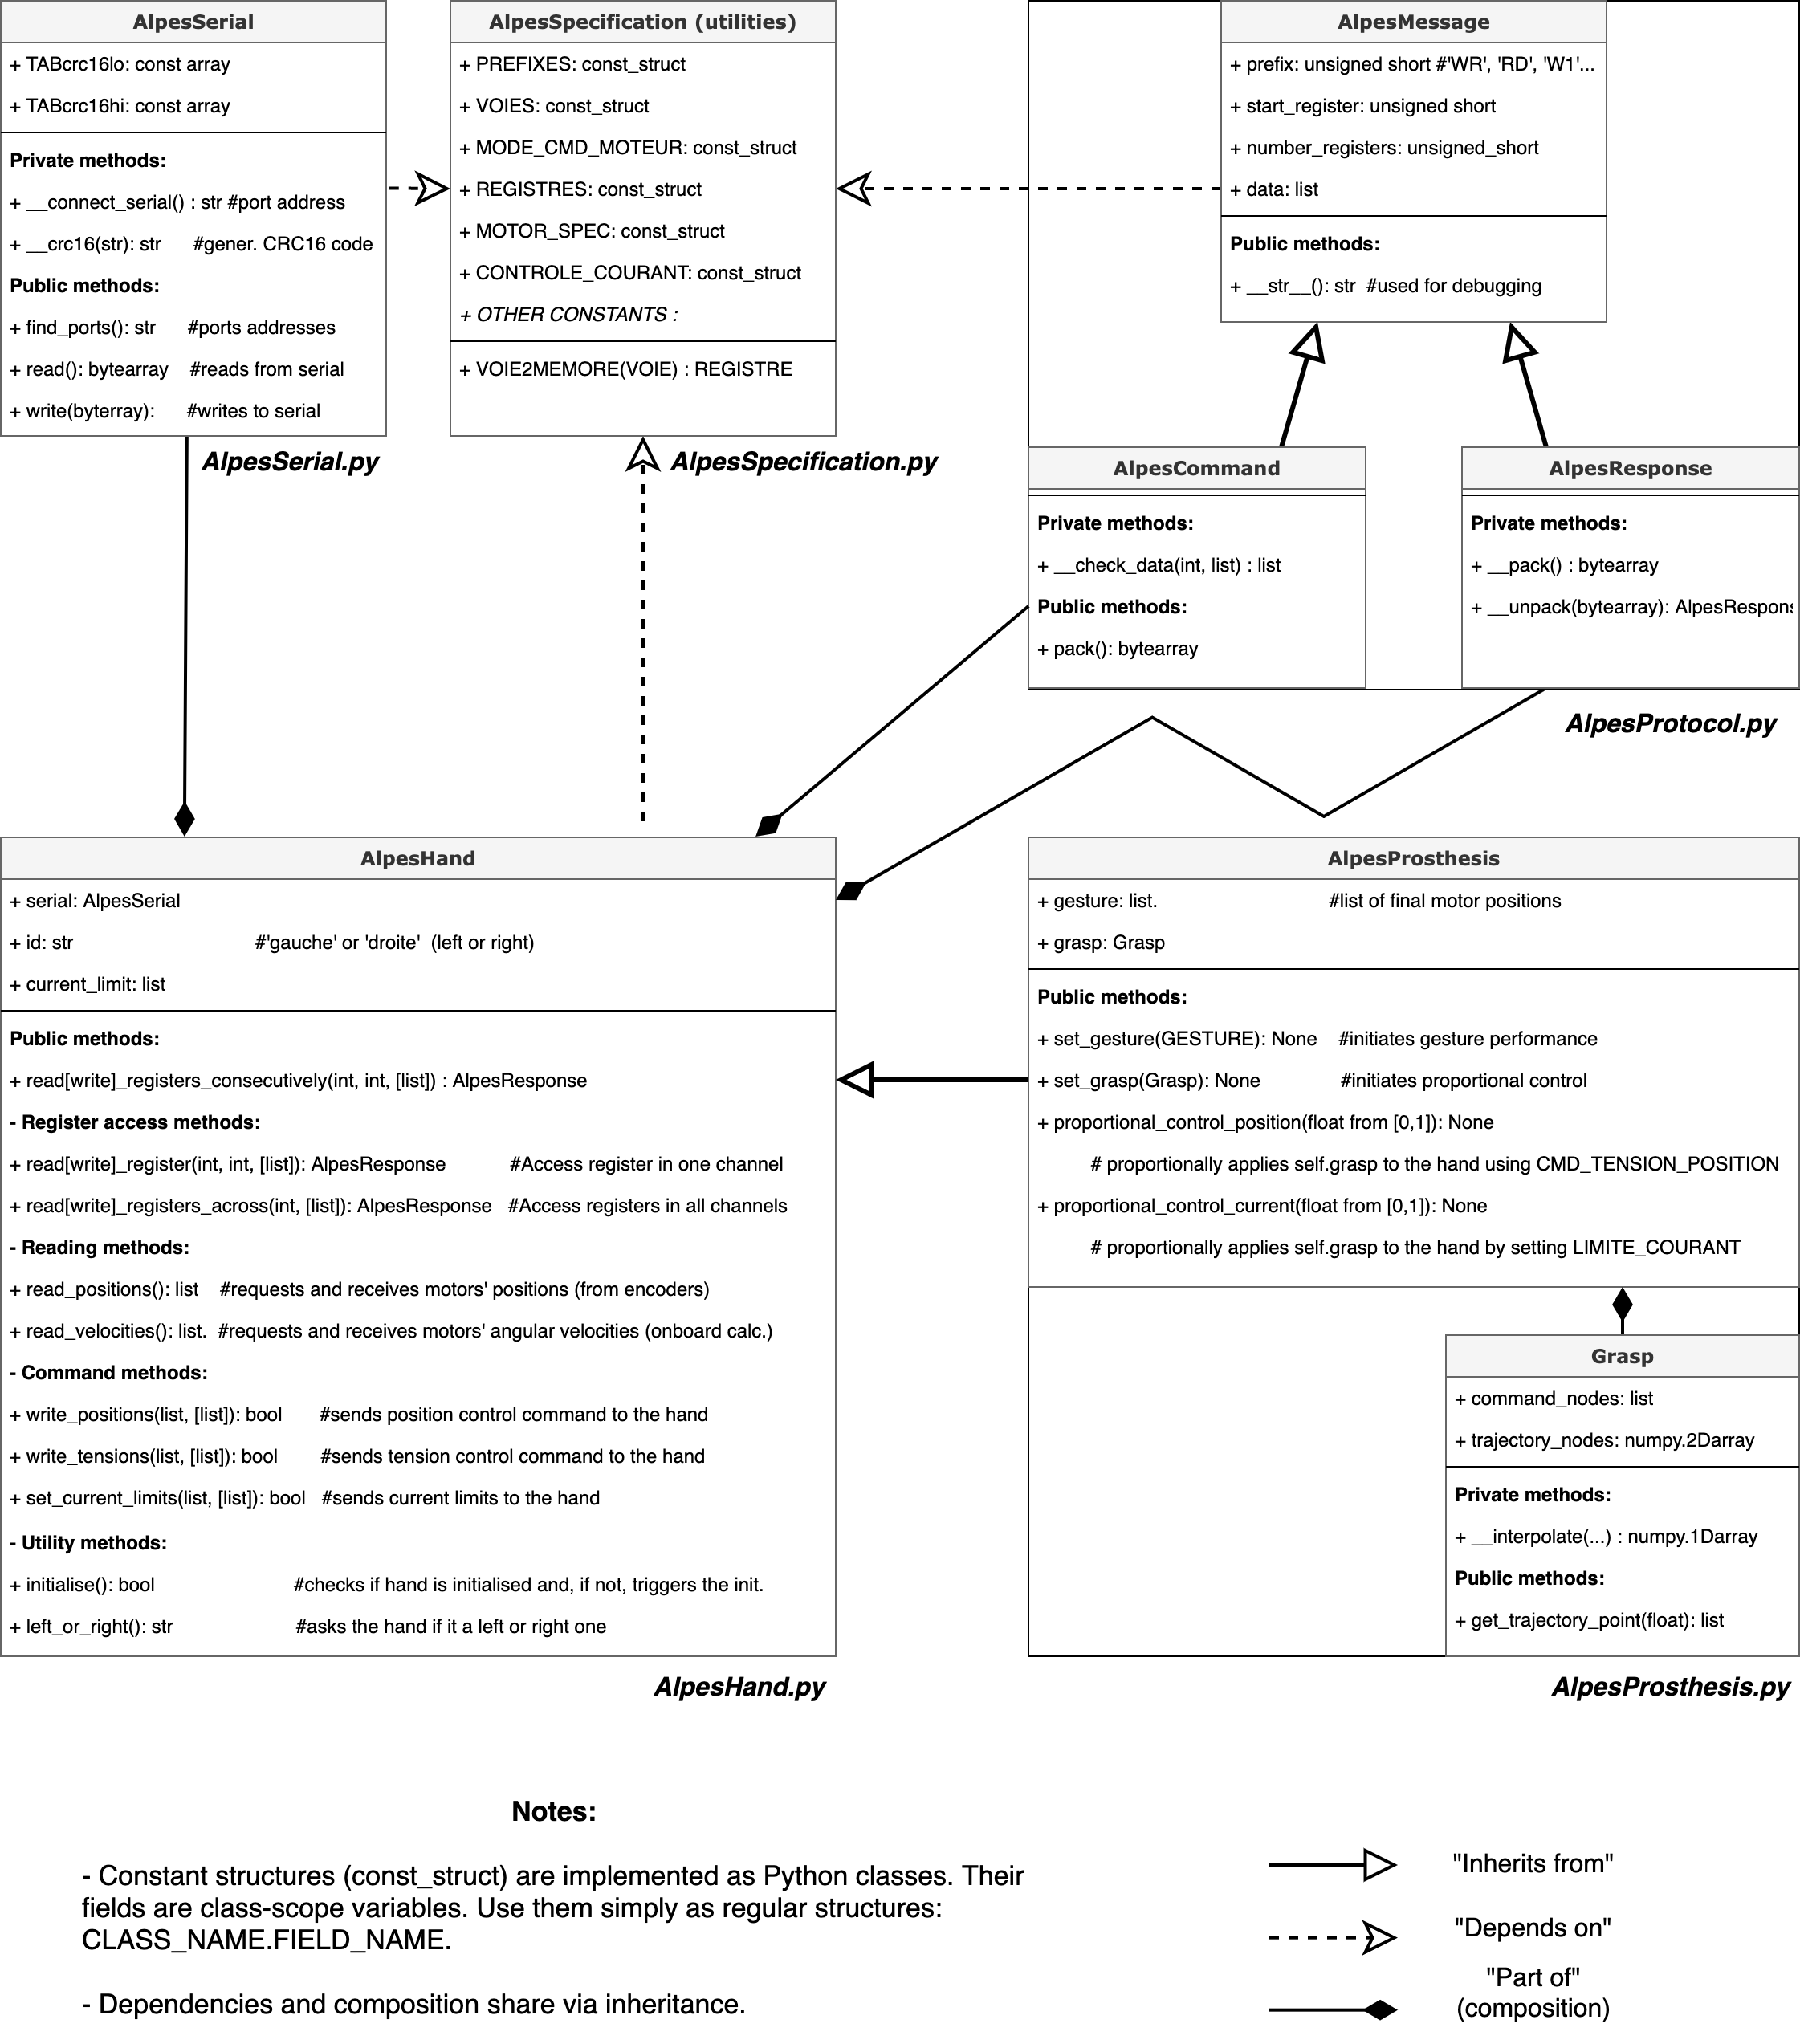 AlpesSerial
+ TABcrc16lo: const array
+ TABcrc16hi: const array
Private methods:
+ __connect_serial() : str #port address
+ __crc16(str): str #gener. CRC16 code
Public methods:
+ find_ports(): str #ports addresses
+ read(): bytearray #reads from serial
+ write(byterray): #writes to serial
AlpesSerial.py
AlpesSpecification (utilities)
+ PREFIXES: const_struct
+ VOIES: const_struct
+ MODE_CMD_MOTEUR: const_struct
+ REGISTRES: const_struct
+ MOTOR_SPEC: const_struct
+ CONTROLE_COURANT: const_struct
+ OTHER CONSTANTS :
+ VOIE2MEMORE(VOIE) : REGISTRE
AlpesSpecification.py
AlpesMessage
+ prefix: unsigned short #'WR', 'RD', 'W1'...
+ start_register: unsigned short
+ number_registers: unsigned_short
+ data: list
Public methods:
+ __str__(): str #used for debugging
AlpesCommand
Private methods:
+ __check_data(int, list) : list
Public methods:
+ pack(): bytearray
AlpesResponse
Private methods:
+ __pack() : bytearray
+ __unpack(bytearray): AlpesRespons
AlpesProtocol.py
AlpesHand
+ serial: AlpesSerial
+ id: str #'gauche' or 'droite' (left or right)
+ current_limit: list
Public methods:
+ read[write]_registers_consecutively(int, int, [list]) : AlpesResponse
- Register access methods:
+ read[write]_register(int, int, [list]): AlpesResponse #Access register in one channel
+ read[write]_registers_across(int, [list]): AlpesResponse #Access registers in all channels
- Reading methods:
+ read_positions(): list #requests and receives motors' positions (from encoders)
+ read_velocities(): list. #requests and receives motors' angular velocities (onboard calc.)
- Command methods:
+ write_positions(list, [list]): bool #sends position control command to the hand
+ write_tensions(list, [list]): bool #sends tension control command to the hand
+ set_current_limits(list, [list]): bool #sends current limits to the hand
- Utility methods:
+ initialise(): bool #checks if hand is initialised and, if not, triggers the init.
+ left_or_right(): str #asks the hand if it a left or right one
AlpesHand.py
AlpesProsthesis
+ gesture: list. #list of final motor positions
+ grasp: Grasp
Public methods:
+ set_gesture(GESTURE): None #initiates gesture performance
+ set_grasp(Grasp): None #initiates proportional control
+ proportional_control_position(float from [0,1]): None
# proportionally applies self.grasp to the hand using CMD_TENSION_POSITION
+ proportional_control_current(float from [0,1]): None
# proportionally applies self.grasp to the hand by setting LIMITE_COURANT
Grasp
+ command_nodes: list
+ trajectory_nodes: numpy.2Darray
Private methods:
+ __interpolate(...) : numpy.1Darray
Public methods:
+ get_trajectory_point(float): list
AlpesProsthesis.py
Notes:
- Constant structures (const_struct) are implemented as Python classes. Their
fields are class-scope variables. Use them simply as regular structures:
CLASS_NAME.FIELD_NAME.
- Dependencies and composition share via inheritance.
"Inherits from"
"Depends on"
"Part of"
(composition)